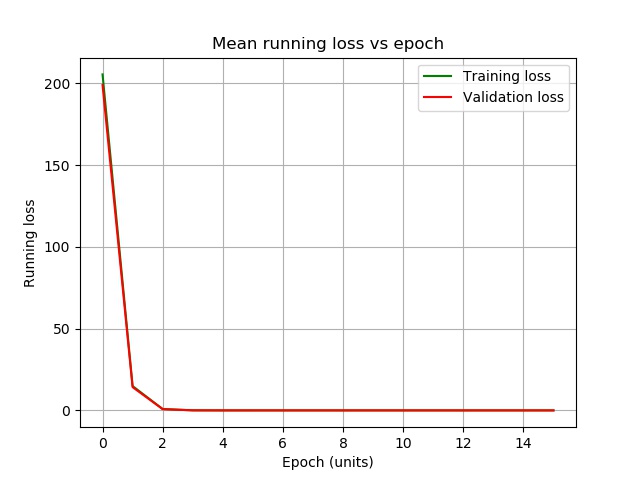 Mean running loss vs epoch
Training loss
Validation loss
200
150
100
50
0
Running loss
0 2 4 6 8 10 12 14
Epoch (units)